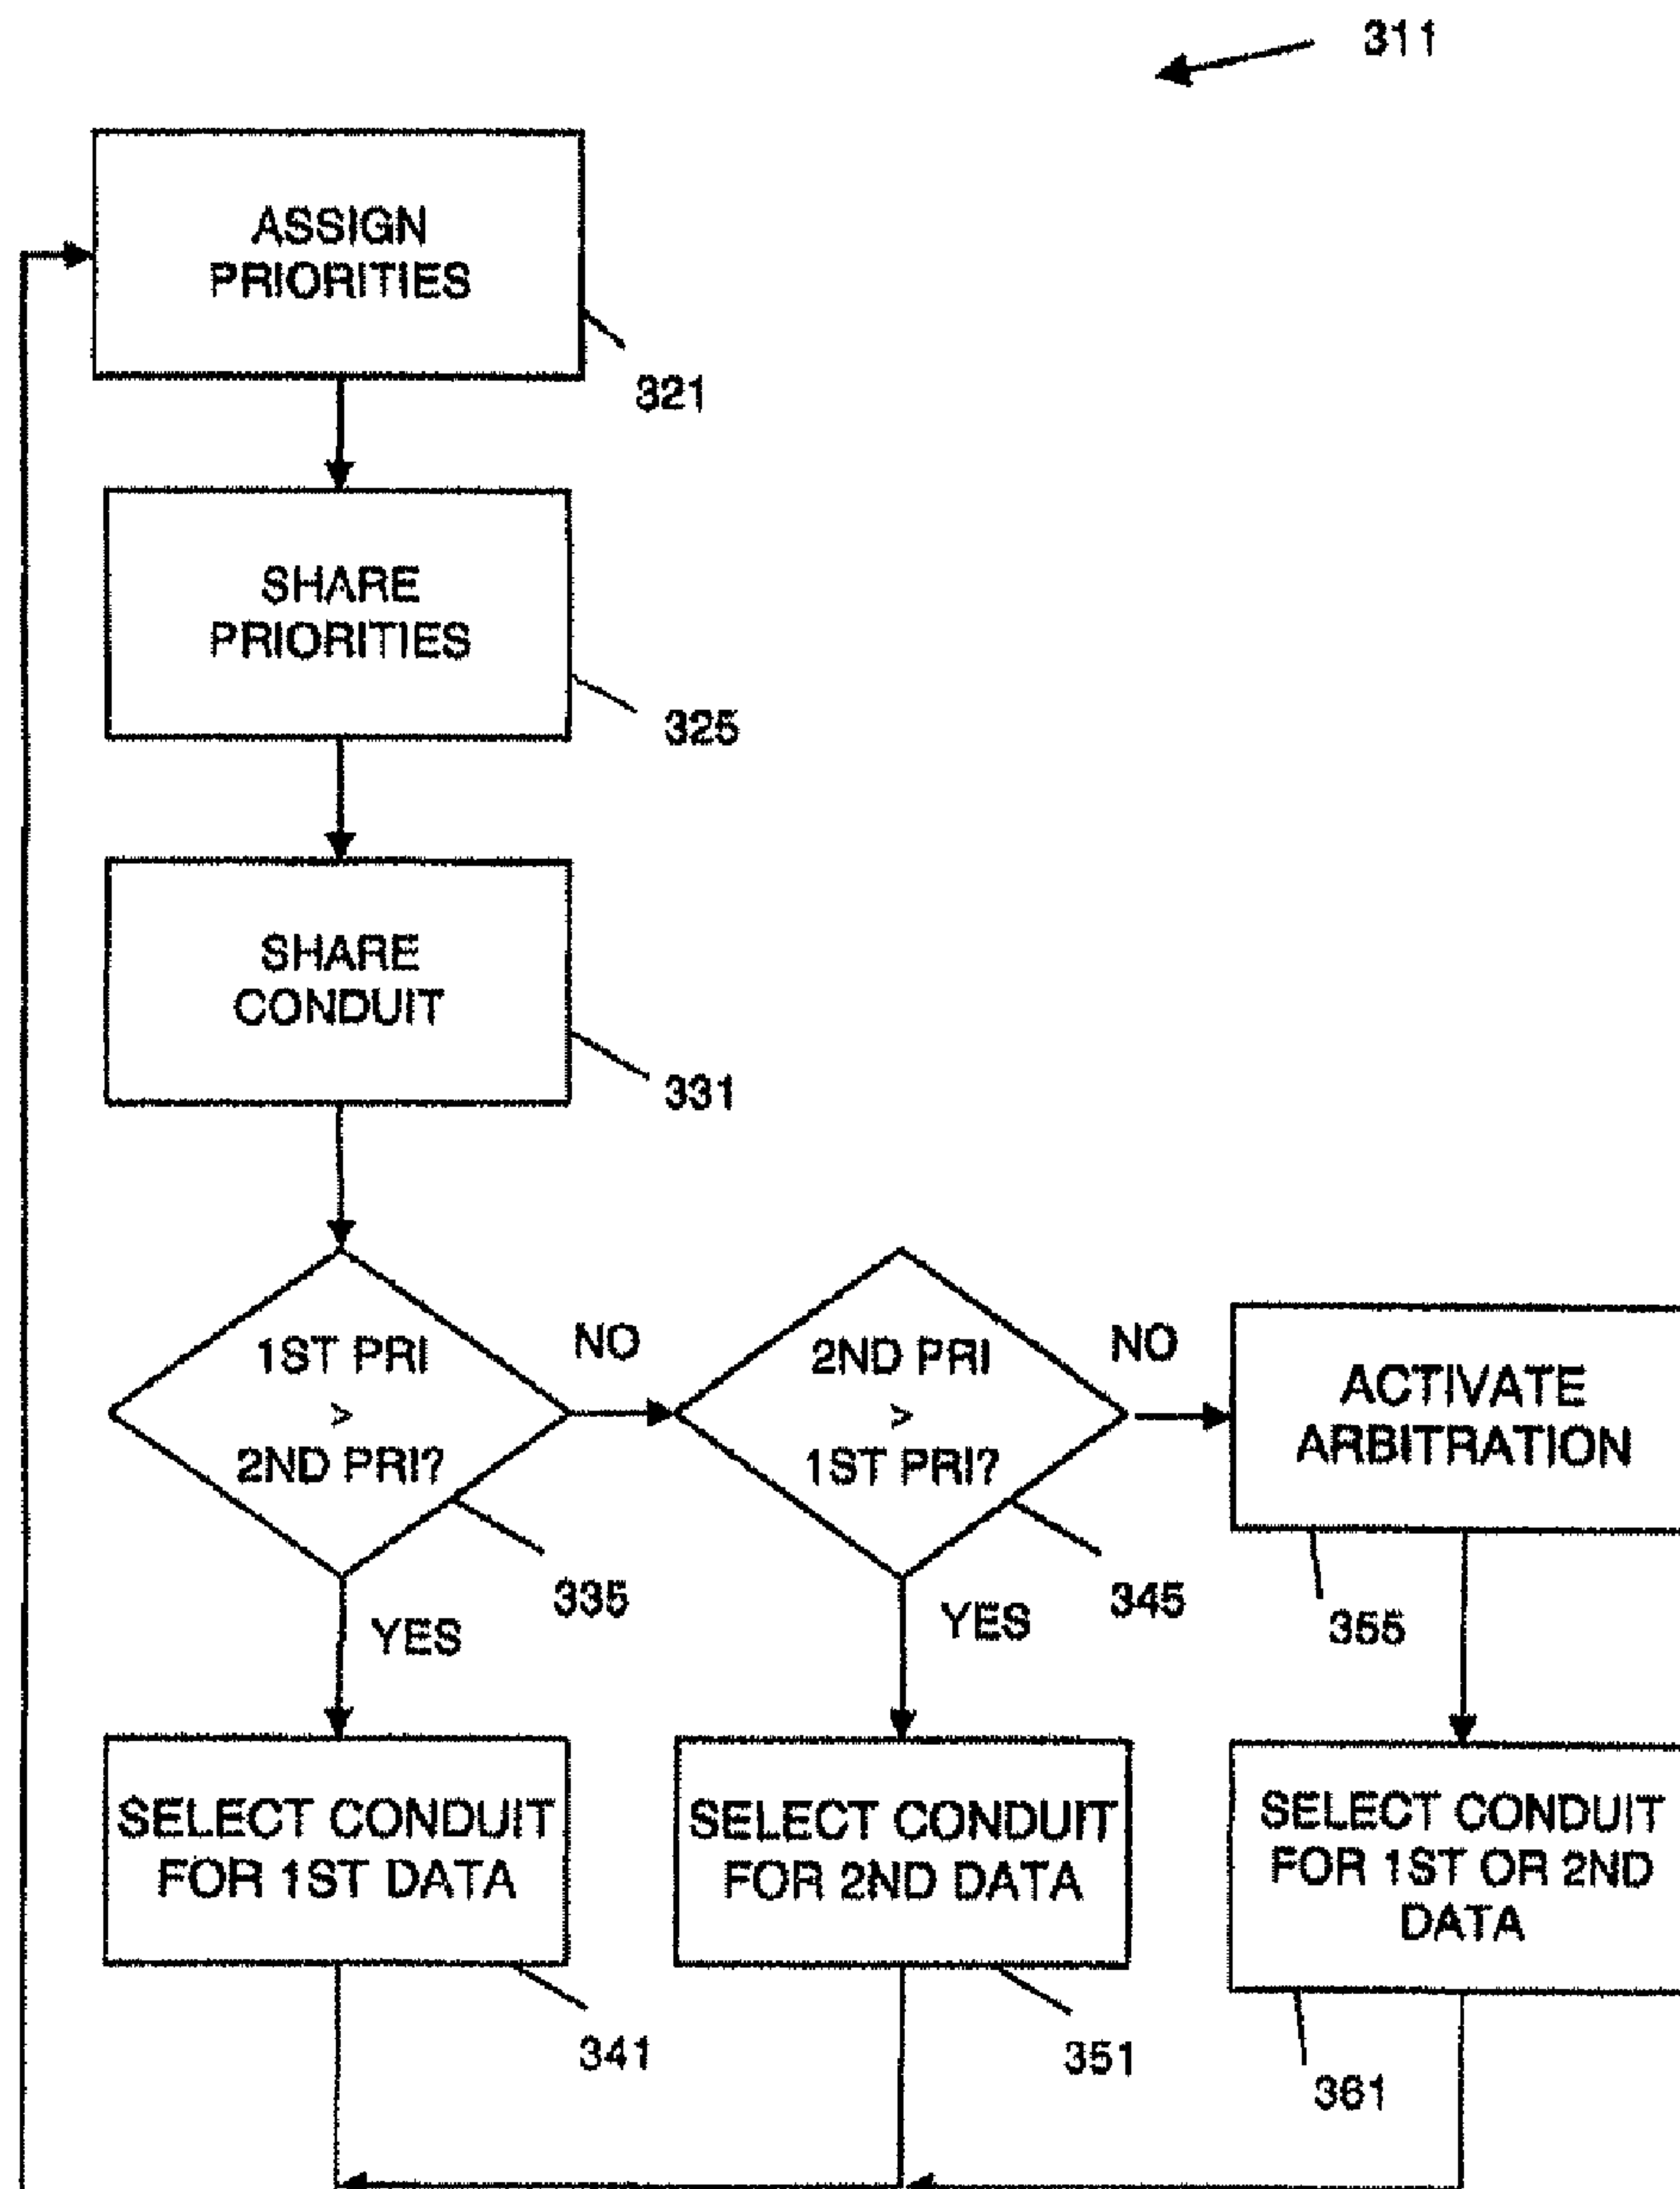 311
ASSIGN
PRIORITIES
321
SHARE
PRIORITIES
325
SHARE
CONDUIT
331
1ST PRI
>
2ND PRI?
335
NO
2ND PRI
>
1ST PRI?
345
NO
ACTIVATE
ARBITRATION
355
YES
YES
SELECT CONDUIT
FOR 1ST DATA
341
SELECT CONDUIT
FOR 2ND DATA
351
SELECT CONDUIT
FOR 1ST OR 2ND
DATA
361